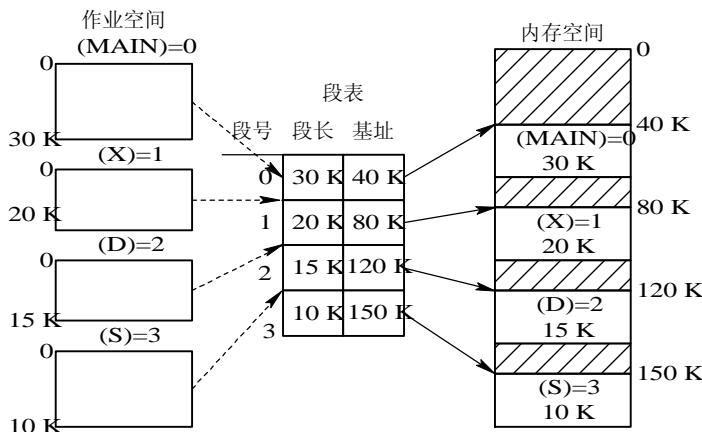 作业空间
(MAIN)=0
0
30 K
(X)=1
0
20 K
(D)=2
0
15 K
(S)=3
0
10 K
段表
段号 段长 基址
0 30 K 40 K
1 20 K 80 K
2 15 K 120 K
3 10 K 150 K
内存空间
0
40 K
(MAIN)=0
30 K
80 K
(X)=1
20 K
120 K
(D)=2
15 K
150 K
(S)=3
10 K